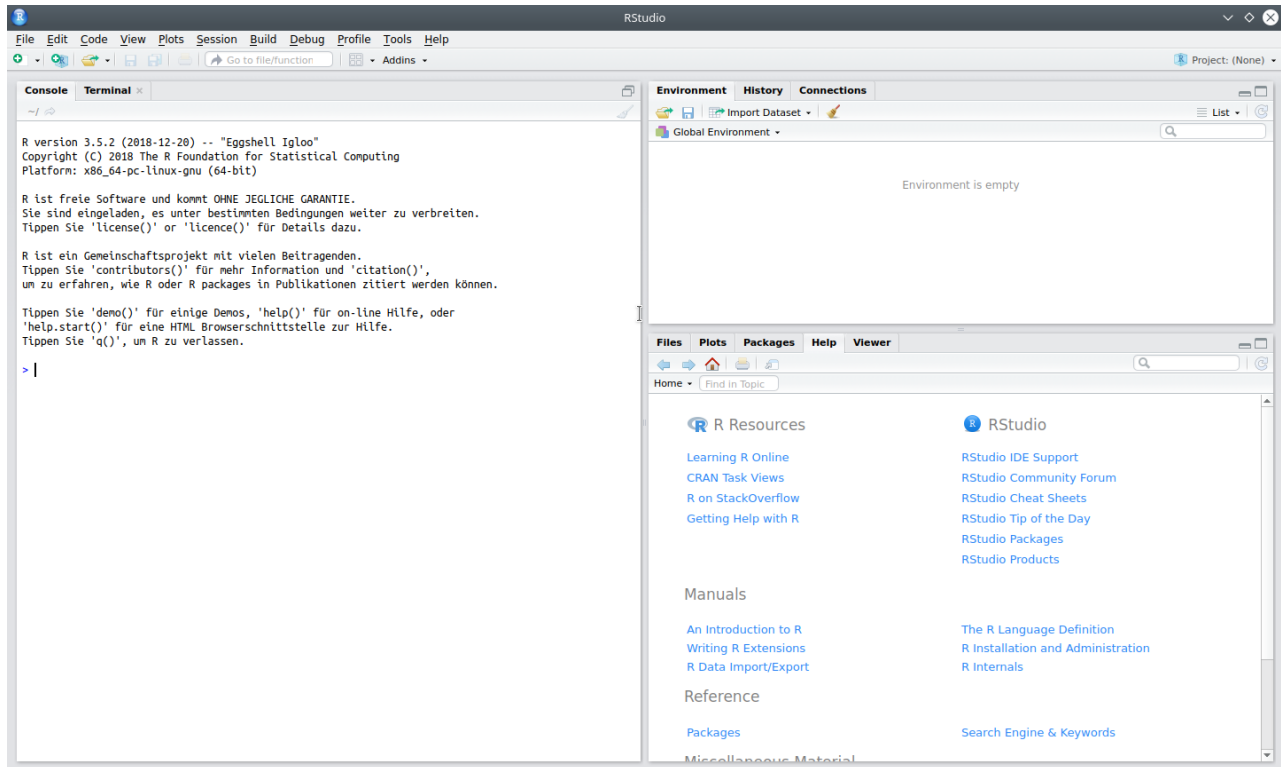 RStudio
File Edit Code View Plots Session Build Debug Profile Tools Help
Go to file/function Addins Project: (None)
Console Terminal
~/
R version 3.5.2 (2018-12-20) -- "Eggshell Igloo"
Copyright (C) 2018 The R Foundation for Statistical Computing
Platform: x86_64-pc-linux-gnu (64-bit)
R ist freie Software und kommt OHNE JEGLICHE GARANTIE.
Sie sind eingeladen, es unter bestimmten Bedingungen weiter zu verbreiten.
Tippen Sie 'license()' or 'licence()' für Details dazu.
R ist ein Gemeinschaftsprojekt mit vielen Beitragenden.
Tippen Sie 'contributors()' für mehr Information und 'citation()',
um zu erfahren, wie R oder R packages in Publikationen zitiert werden können.
Tippen Sie 'demo()' für einige Demos, 'help()' für on-line Hilfe, oder
'help.start()' für eine HTML Browserschnittstelle zur Hilfe.
Tippen Sie 'q()', um R zu verlassen.
>
Environment History Connections
Import Dataset List
Global Environment
Environment is empty
Files Plots Packages Help Viewer
Home Find in Topic
R Resources
Learning R Online
CRAN Task Views
R on StackOverflow
Getting Help with R
RStudio
RStudio IDE Support
RStudio Community Forum
RStudio Cheat Sheets
RStudio Tip of the Day
RStudio Packages
RStudio Products
Manuals
An Introduction to R
Writing R Extensions
R Data Import/Export
The R Language Definition
R Installation and Administration
R Internals
Reference
Packages
Search Engine & Keywords
Miscellaneous Material